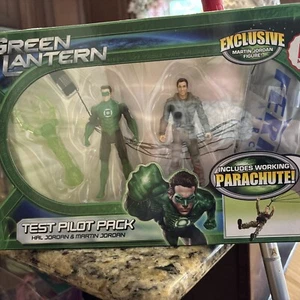 GREEN
LANTERN
EXCLUSIVE
MARTIN JORDAN
FIGURE!
INCLUDES WORKING
PARACHUTE!
TEST PILOT PACK
HAL JORDAN & MARTIN JORDAN